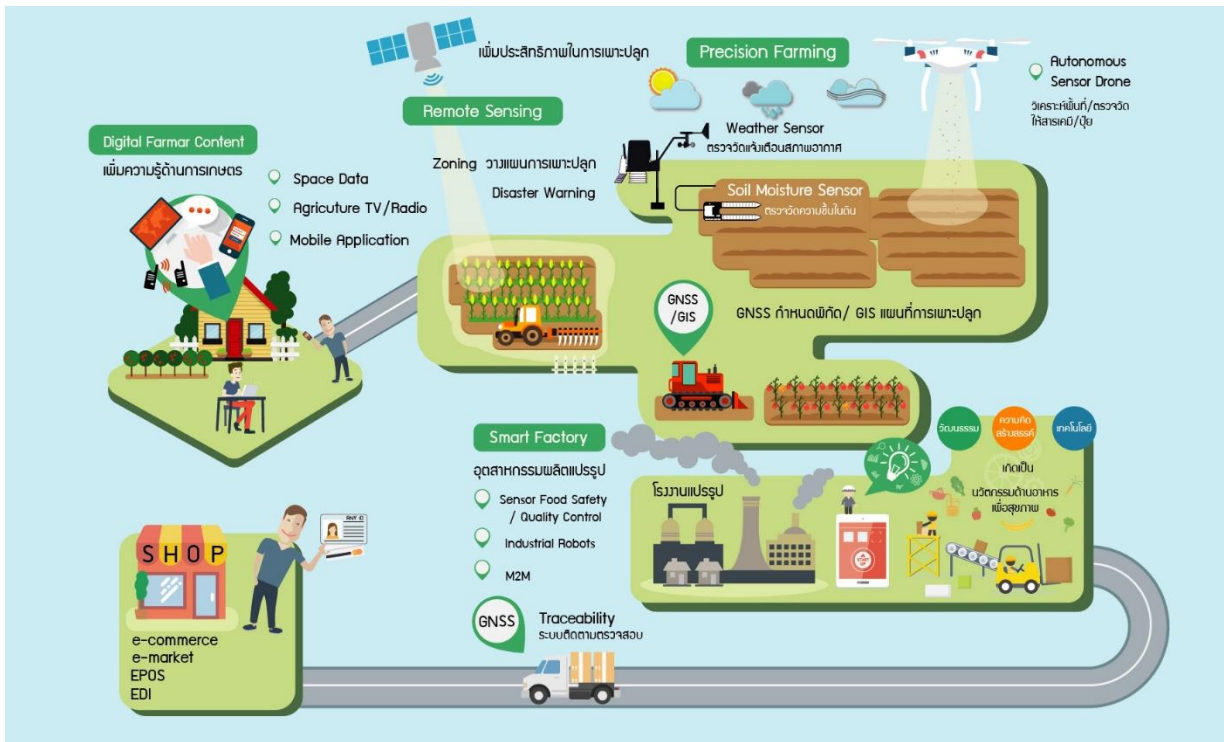 เพิ่มประสิทธิภาพในการเพาะปลูก
Precision Farming
Autonomous
Sensor Drone
วิเคราะห์พื้นที่/ตรวจวัด
ให้สารเคมี/ปุ๋ย
Remote Sensing
Zoning วางแผนการเพาะปลูก
Disaster Warning
Weather Sensor
ตรวจวัดแจ้งเตือนสภาพอากาศ
Soil Moisture Sensor
ตรวจวัดความชื้นในดิน
Digital Farmar Content
เพิ่มความรู้ด้านการเกษตร
Space Data
Agricuture TV/Radio
Mobile Application
GNSS
/GIS
GNSS กำหนดพิกัด/ GIS แผนที่การเพาะปลูก
Smart Factory
อุตสาหกรรมผลิตแปรรูป
Sensor Food Safety
/ Quality Control
Industrial Robots
M2M
โรงงานแปรรูป
START
UP
วัฒนธรรม
ความคิด
สร้างสรรค์
เทคโนโลยี
เกิดเป็น
นวัตกรรมด้านอาหาร
เพื่อสุขภาพ
GNSS
Traceability
ระบบติดตามตรวจสอบ
SHOP
ANY ID
e-commerce
e-market
EPOS
EDI